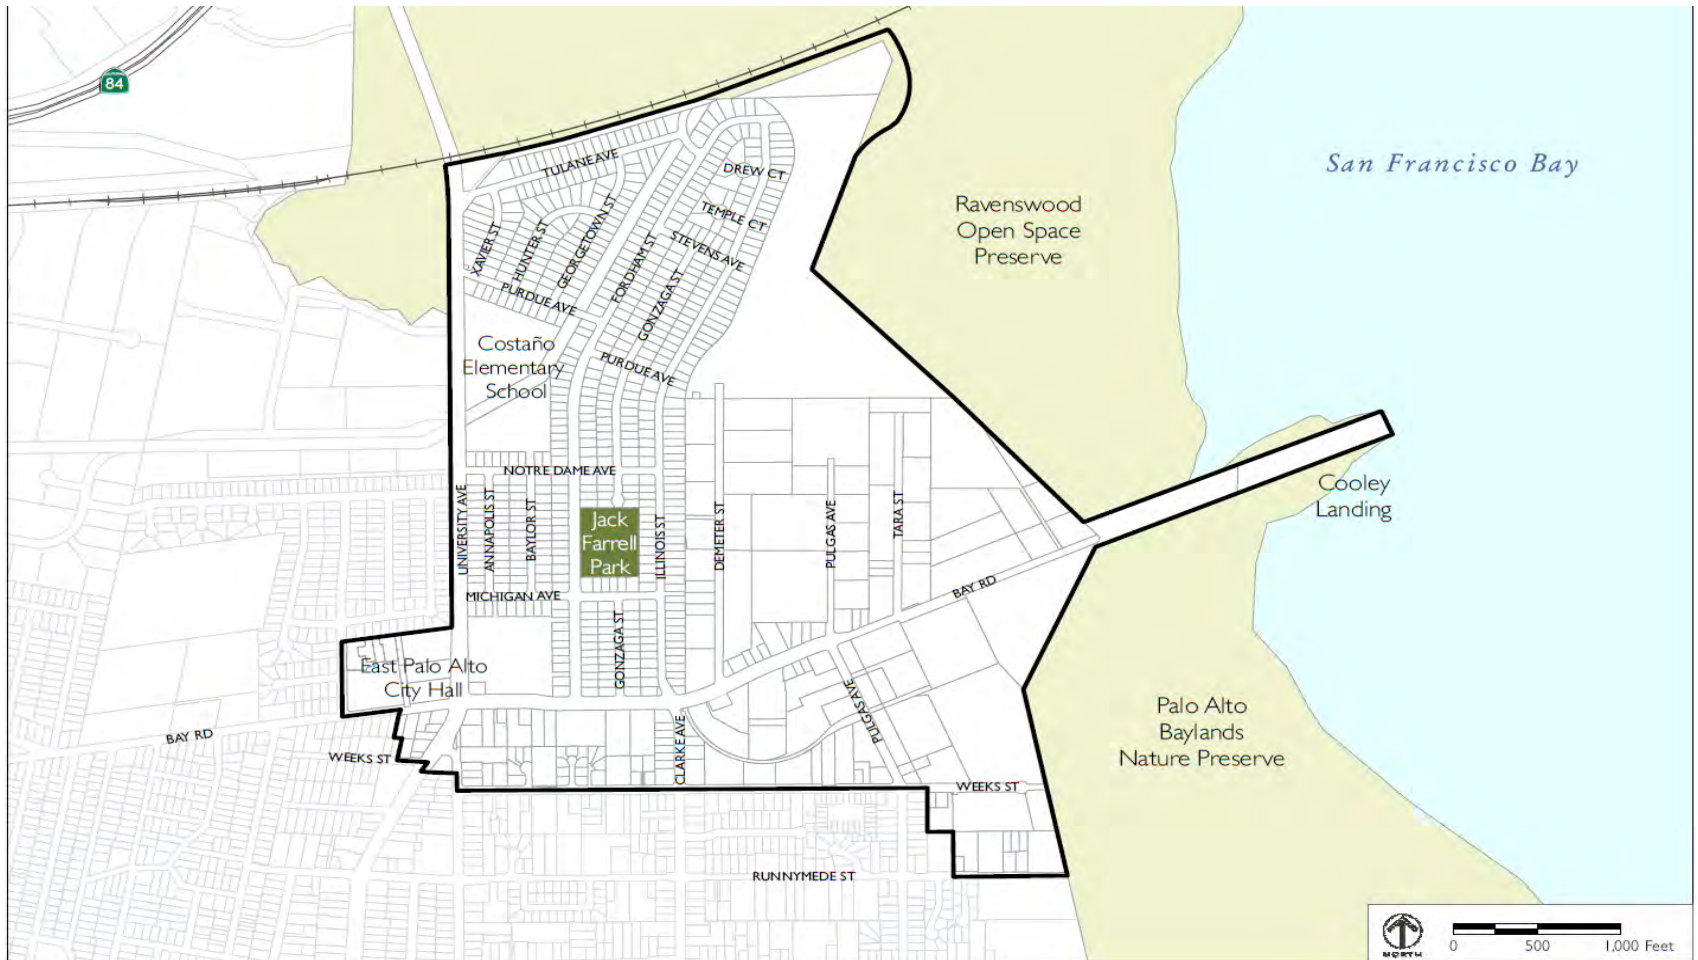 84
San Francisco Bay
TULANE AVE
DREW CT
Ravenswood
Open Space
Preserve
TEMPLE CT
XAVIER ST
HUNTER ST
GEORGETOWN ST
FORDHAM ST
STEVENS AVE
GONZAGA ST
PURDUE AVE
Costaño
Elementary
School
PURDUE AVE
NOTRE DAME AVE
UNIVERSITY AVE
ANNAPOLIS ST
BAYLOR ST
Jack
Farrell
Park
ILLINOIS ST
DEMETER ST
PULGAS AVE
TARA ST
Cooley
Landing
MICHIGAN AVE
BAY RD
GONZAGA ST
East Palo Alto
City Hall
PULGAS AVE
Palo Alto
Baylands
Nature Preserve
BAY RD
WEEKS ST
CLARKE AVE
WEEKS ST
RUNNYMEDE ST
NORTH
0 500 1,000 Feet